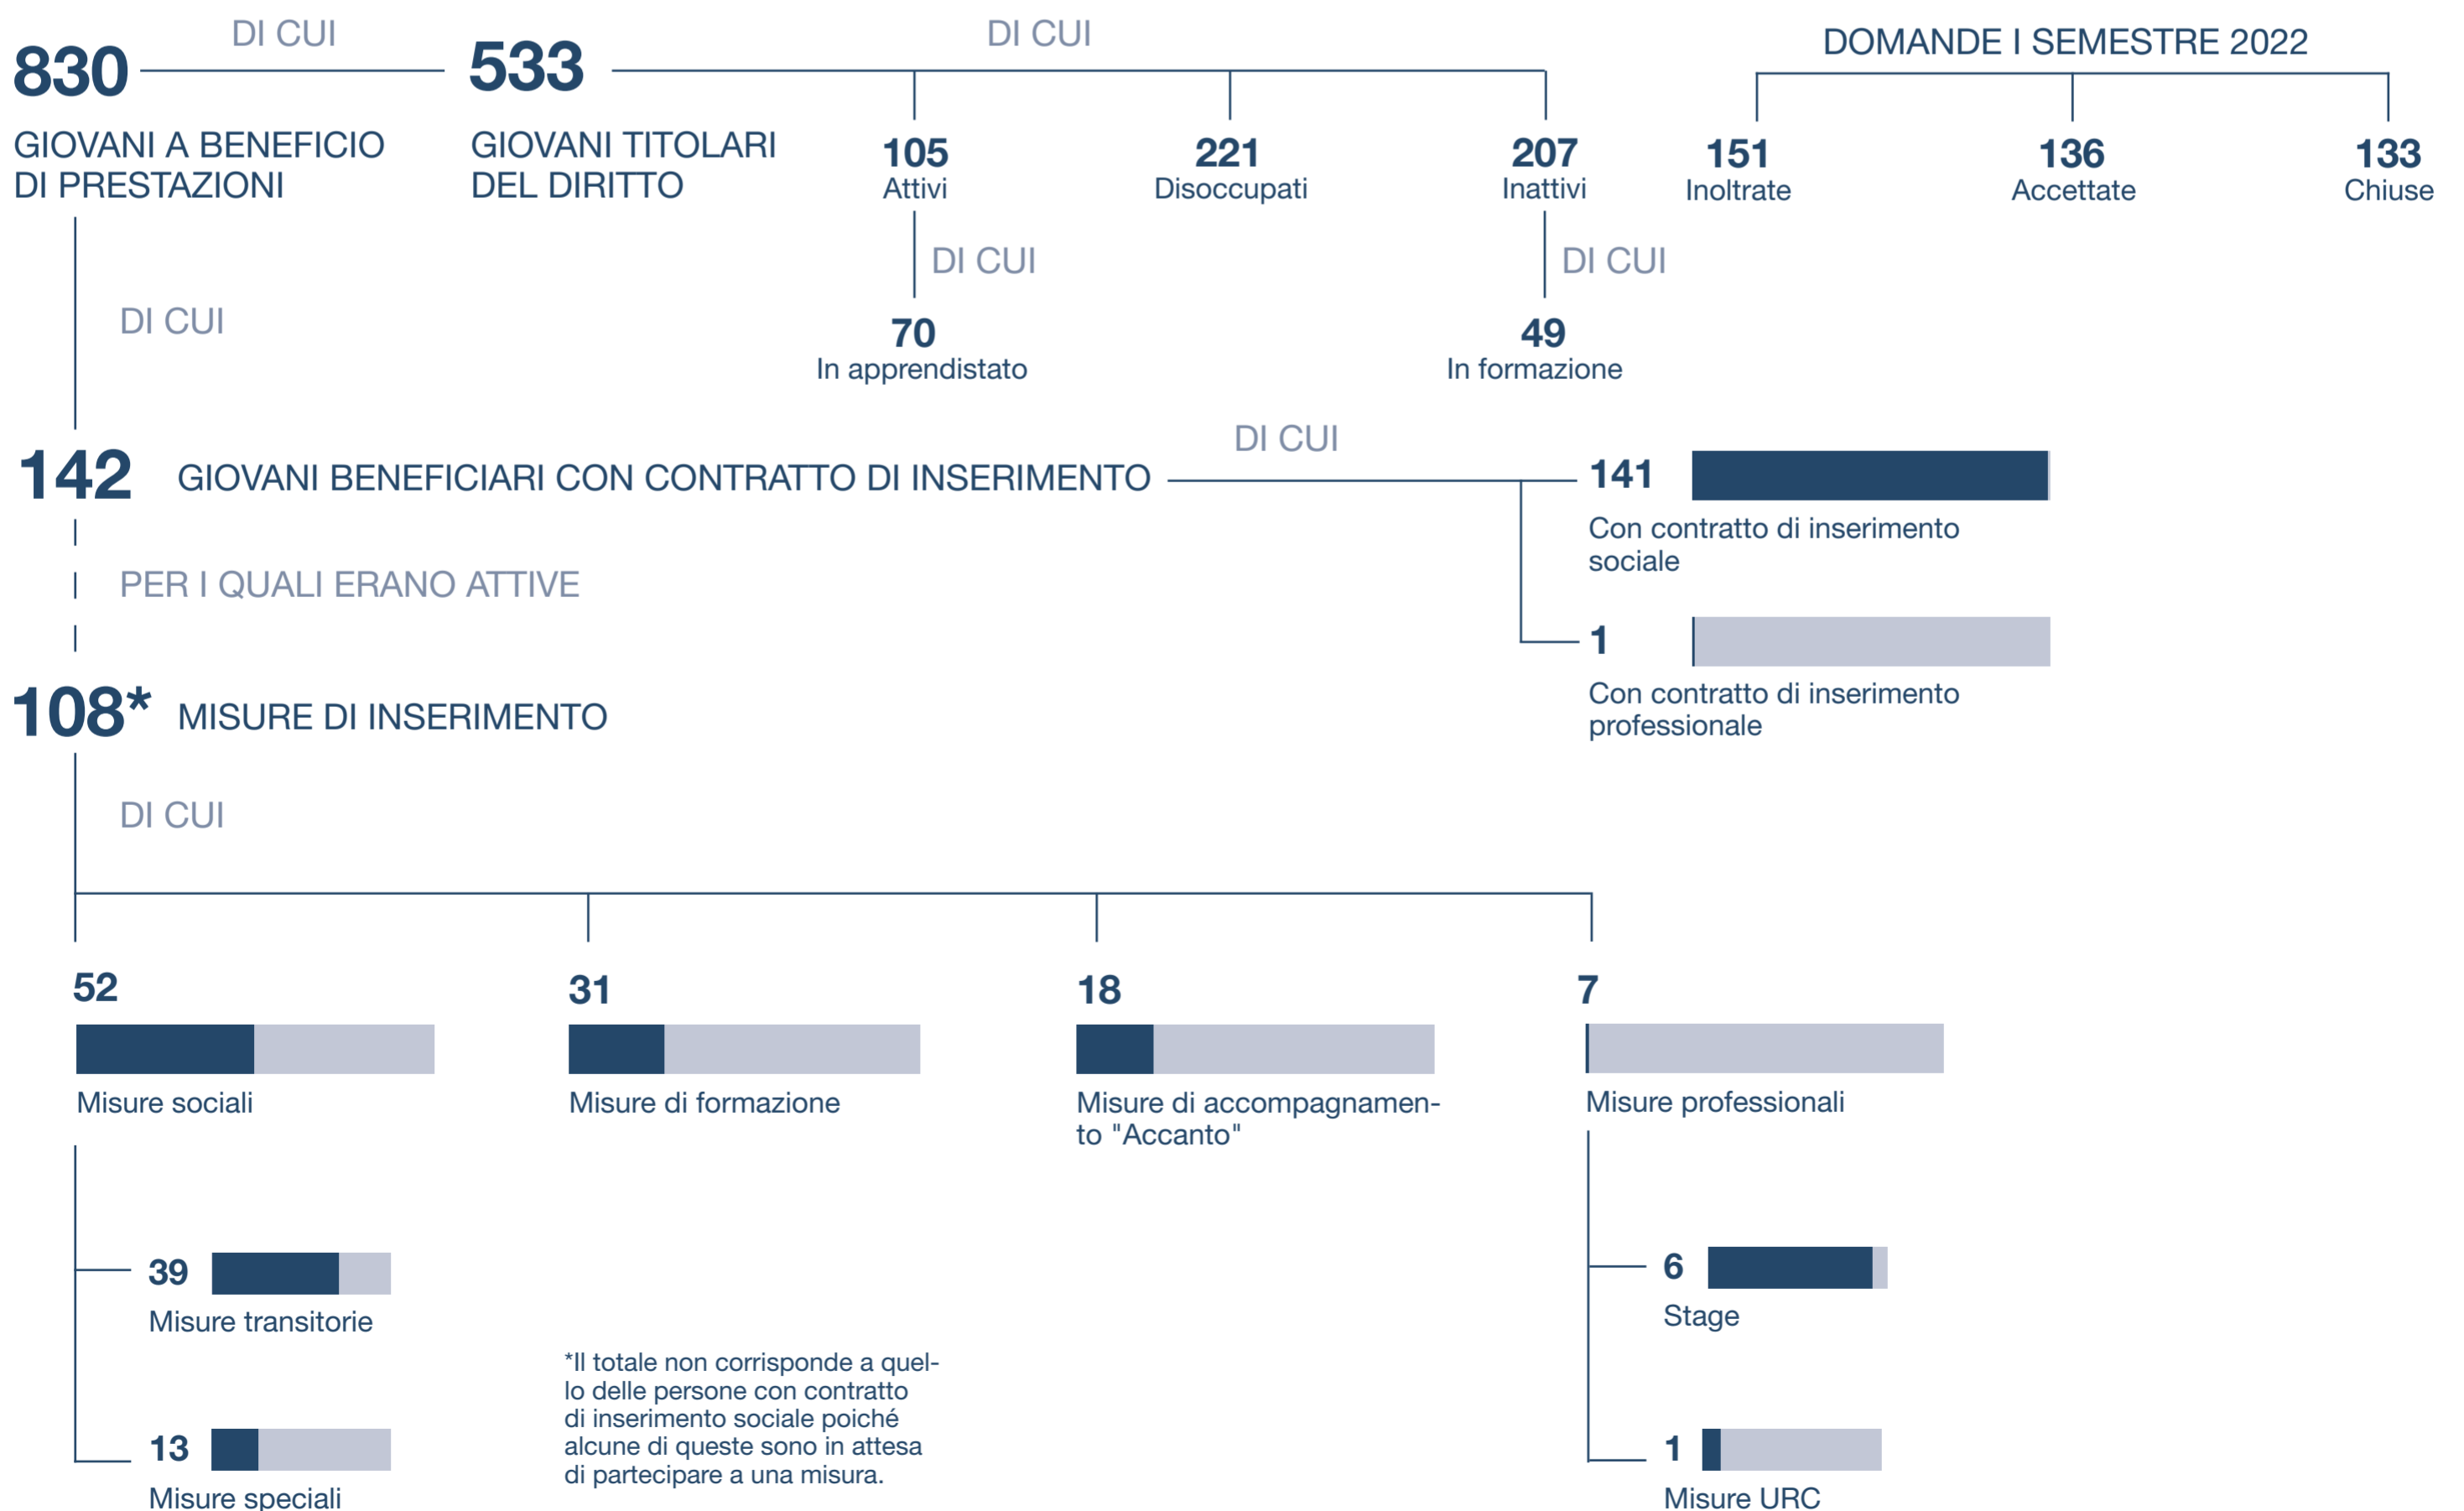 DI CUI
830
533
GIOVANI A BENEFICIO
DI PRESTAZIONI
GIOVANI TITOLARI
DEL DIRITTO
DI CUI
105
Attivi
221
Disoccupati
207
Inattivi
DI CUI
70
In apprendistato
DI CUI
49
In formazione
DOMANDE I SEMESTRE 2022
151
Inoltrate
136
Accettate
133
Chiuse
DI CUI
142
GIOVANI BENEFICIARI CON CONTRATTO DI INSERIMENTO
DI CUI
141
Con contratto di inserimento
sociale
1
Con contratto di inserimento
professionale
PER I QUALI ERANO ATTIVE
108*
MISURE DI INSERIMENTO
DI CUI
52
Misure sociali
31
Misure di formazione
18
Misure di accompagnamen-
to "Accanto"
7
Misure professionali
39
Misure transitorie
13
Misure speciali
*Il totale non corrisponde a quel-
lo delle persone con contratto
di inserimento sociale poiché
alcune di queste sono in attesa
di partecipare a una misura.
6
Stage
1
Misure URC